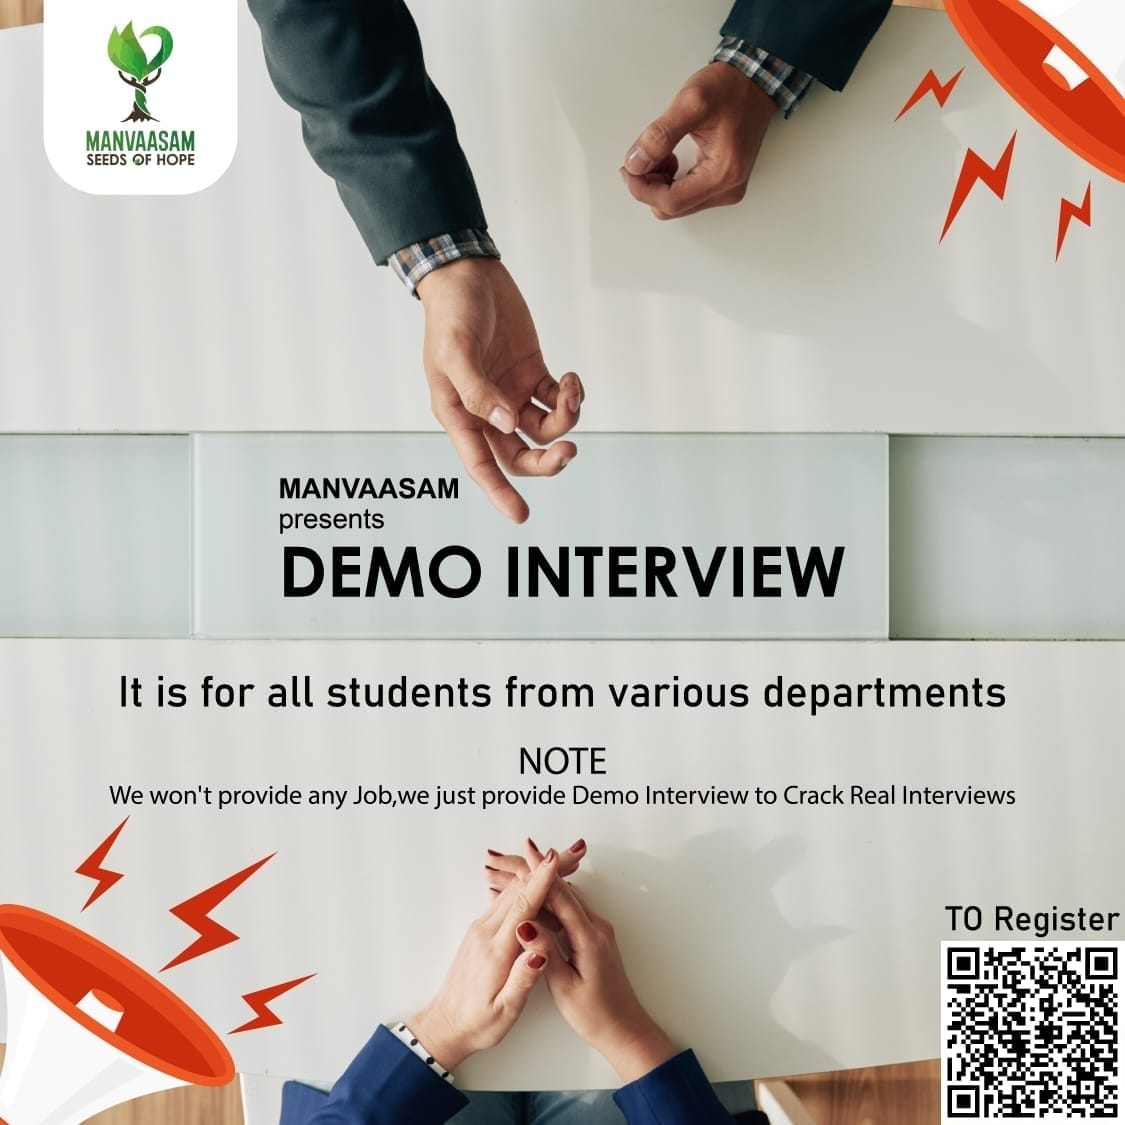 MANVAASAM
SEEDS OF HOPE
MANVAASAM
presents
DEMO INTERVIEW
It is for all students from various departments
NOTE
We won't provide any Job,we just provide Demo Interview to Crack Real Interviews
TO Register